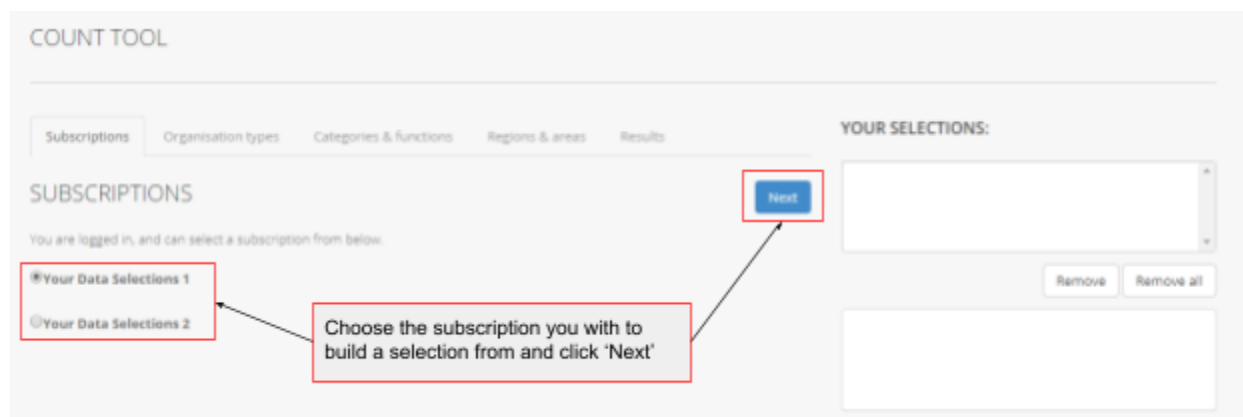 COUNT TOOL
Subscriptions Organisation types Categories & functions Regions & areas Results
YOUR SELECTIONS:
SUBSCRIPTIONS
Next
You are logged in, and can select a subscription from below.
Your Data Selections 1
Remove Remove all
Your Data Selections 2
Choose the subscription you with to
build a selection from and click ‘Next’